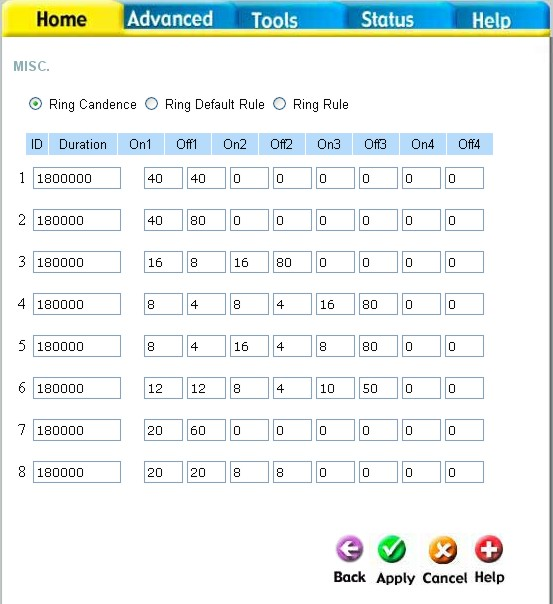 Home Advanced Tools Status Help
MISC.
Ring Candence Ring Default Rule Ring Rule
ID Duration On1 Off1 On2 Off2 On3 Off3 On4 Off4
1 1800000 40 40 0 0 0 0 0 0
2 180000 40 80 0 0 0 0 0 0
3 180000 16 8 16 80 0 0 0 0
4 180000 8 4 8 4 16 80 0 0
5 180000 8 4 16 4 8 80 0 0
6 180000 12 12 8 4 10 50 0 0
7 180000 20 60 0 0 0 0 0 0
8 180000 20 20 8 8 0 0 0 0
Back Apply Cancel Help